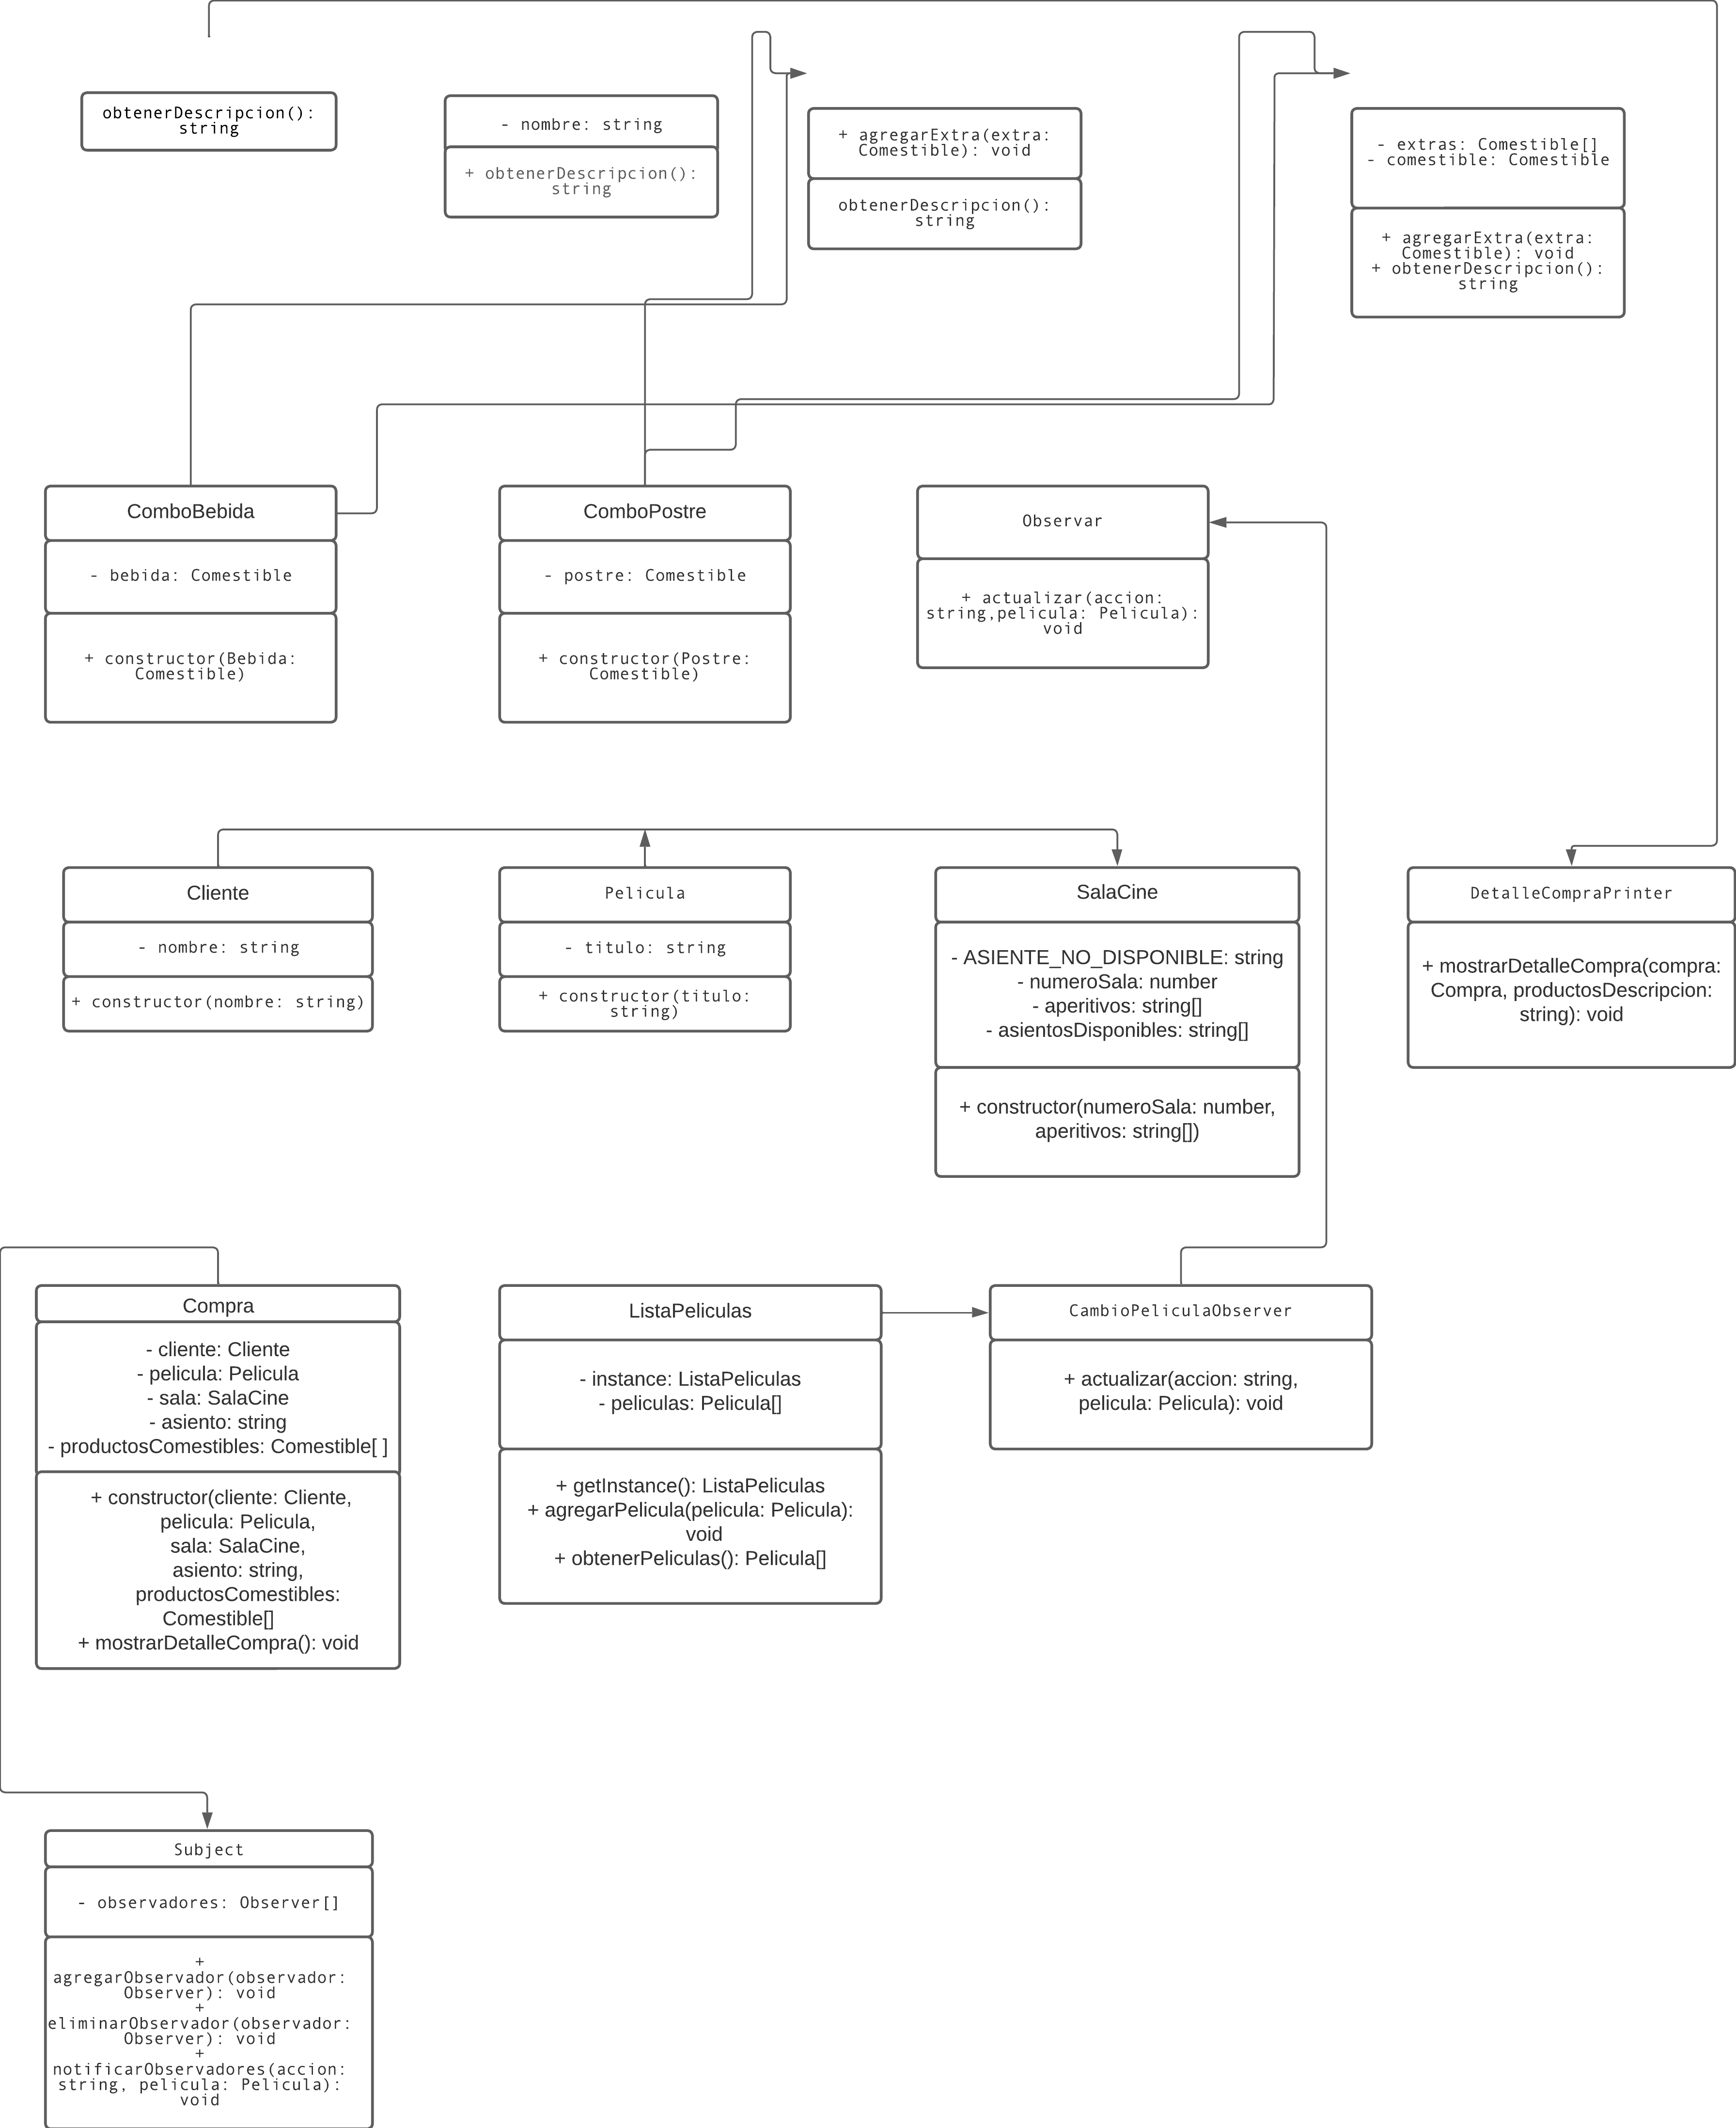 obtenerDescripcion():
string
- nombre: string
+ obtenerDescripcion():
string
+ agregarExtra(extra:
Comestible): void
obtenerDescripcion():
string
- extras: Comestible[]
- comestible: Comestible
+ agregarExtra(extra:
Comestible): void
+ obtenerDescripcion():
string
ComboBebida
- bebida: Comestible
+ constructor(Bebida:
Comestible)
ComboPostre
- postre: Comestible
+ constructor(Postre:
Comestible)
Observar
+ actualizar(accion:
string,pelicula: Pelicula):
void
Cliente
- nombre: string
+ constructor(nombre: string)
Pelicula
- titulo: string
+ constructor(titulo:
string)
SalaCine
- ASIENTE_NO_DISPONIBLE: string
- numeroSala: number
- aperitivos: string[]
- asientosDisponibles: string[]
+ constructor(numeroSala: number,
aperitivos: string[])
DetalleCompraPrinter
+ mostrarDetalleCompra(compra:
Compra, productosDescripcion:
string): void
Compra
- cliente: Cliente
- pelicula: Pelicula
- sala: SalaCine
- asiento: string
- productosComestibles: Comestible[ ]
+ constructor(cliente: Cliente,
pelicula: Pelicula,
sala: SalaCine,
asiento: string,
productosComestibles:
Comestible[]
+ mostrarDetalleCompra(): void
ListaPeliculas
- instance: ListaPeliculas
- peliculas: Pelicula[]
+ getInstance(): ListaPeliculas
+ agregarPelicula(pelicula: Pelicula):
void
+ obtenerPeliculas(): Pelicula[]
CambioPeliculaObserver
+ actualizar(accion: string,
pelicula: Pelicula): void
Subject
- observadores: Observer[]
+
agregarObservador(observador:
Observer): void
+
eliminarObservador(observador:
Observer): void
+
notificarObservadores(accion:
string, pelicula: Pelicula):
void